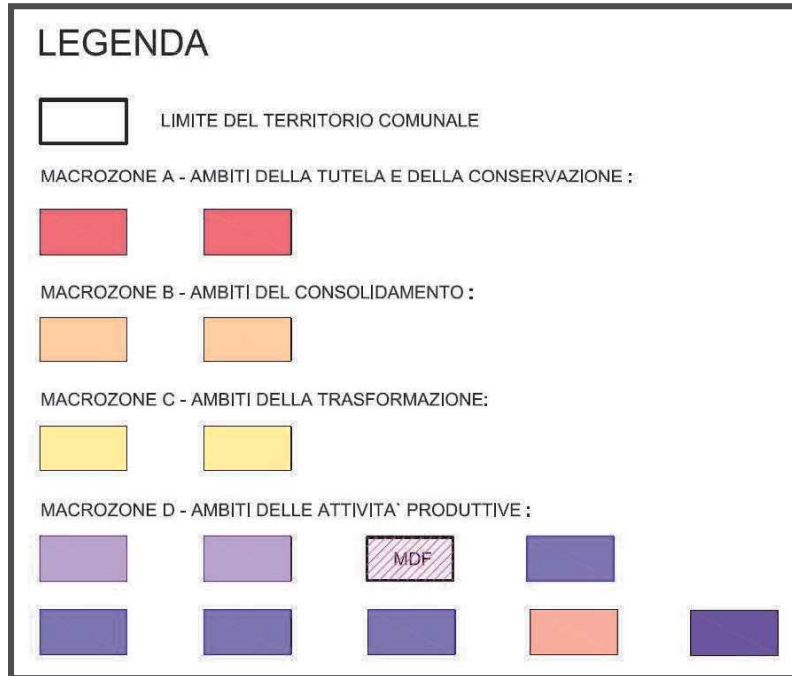 LEGENDA
LIMITE DEL TERRITORIO COMUNALE
MACROZONE A - AMBITI DELLA TUTELA E DELLA CONSERVAZIONE :
MACROZONE B - AMBITI DEL CONSOLIDAMENTO :
MACROZONE C - AMBITI DELLA TRASFORMAZIONE:
MACROZONE D - AMBITI DELLE ATTIVITA` PRODUTTIVE :
MDF